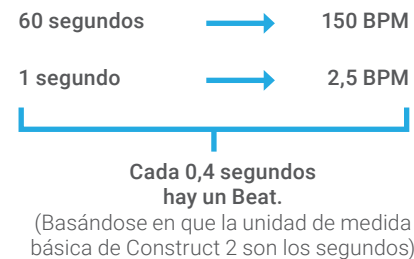 60 segundos 150 BPM
1 segundo 2,5 BPM
Cada 0,4 segundos
hay un Beat.
(Basándose en que la unidad de medida
básica de Construct 2 son los segundos)